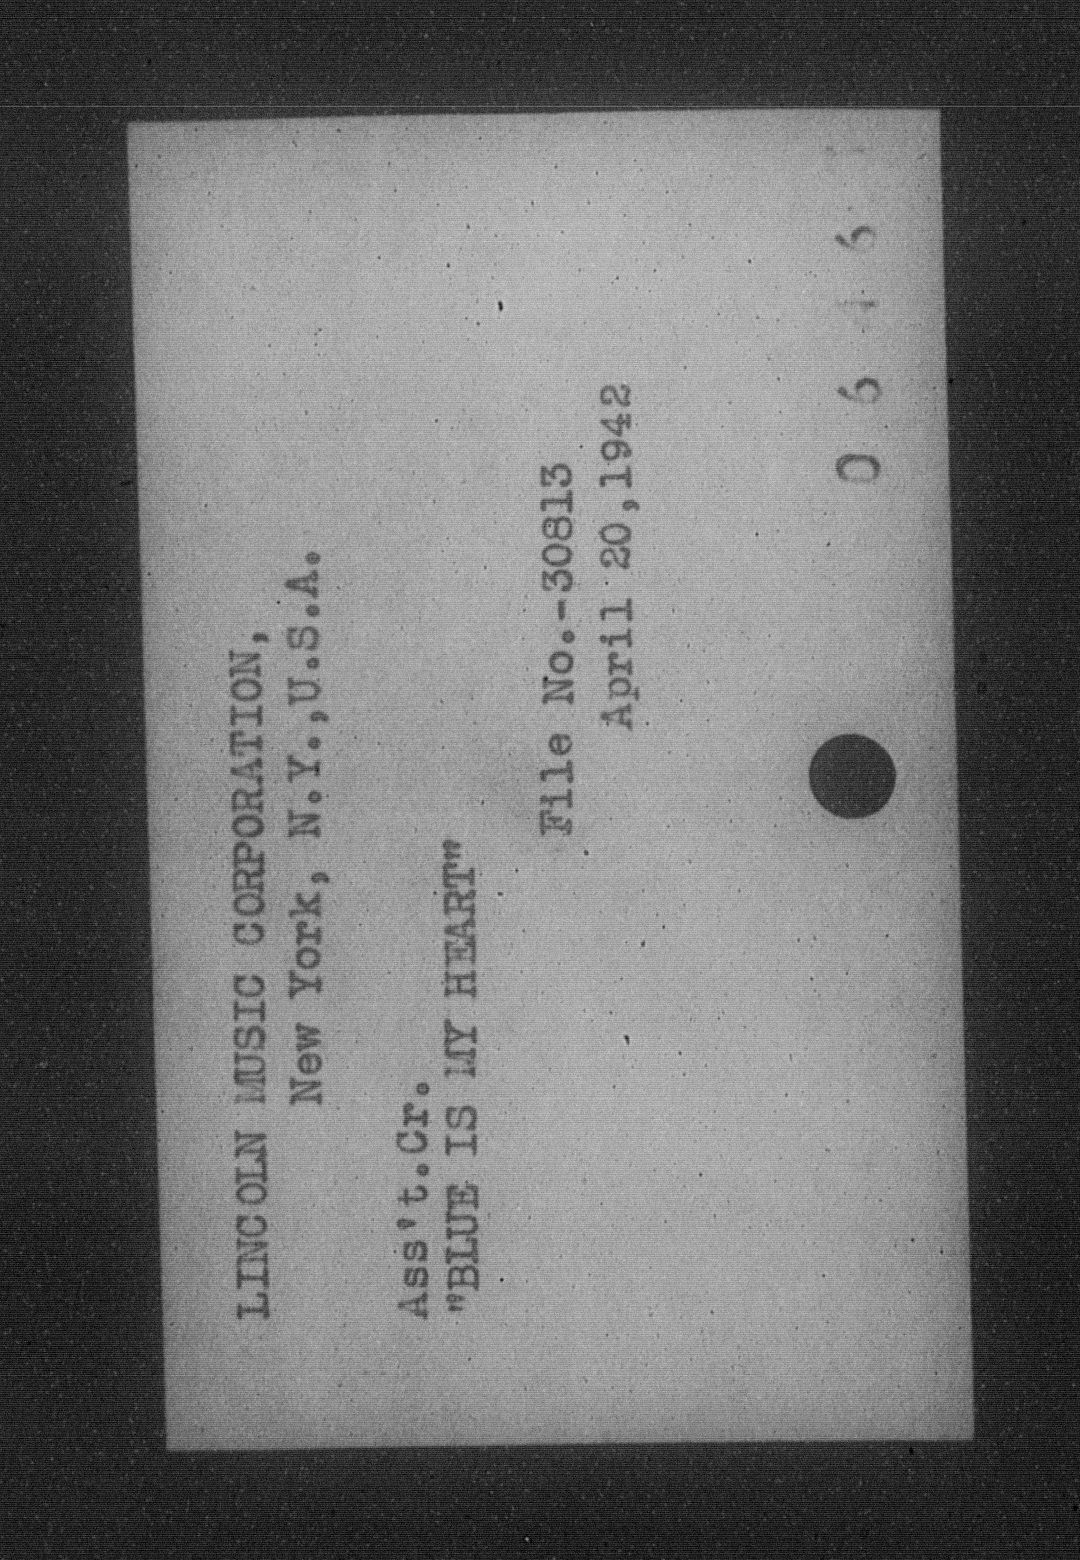 LINCOLN MUSIC CORPORATION,
New York, N.Y.,U.S.A.
Ass't.Cr.
"BLUE IS MY HEART"
File No.-30813
April 20,1942